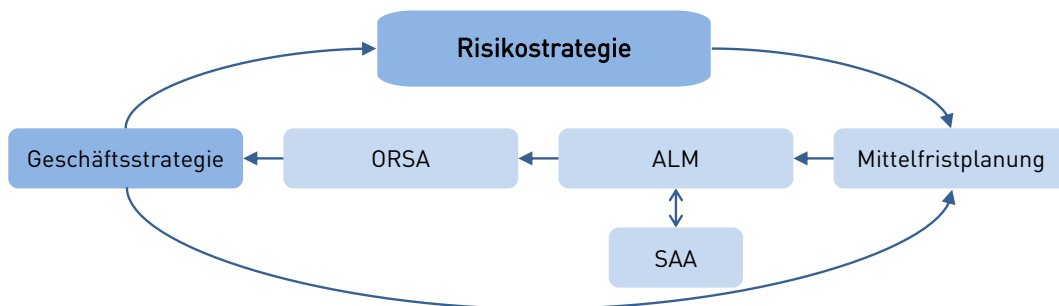 Risikostrategie
Geschäftsstrategie
ORSA
ALM
Mittelfristplanung
SAA